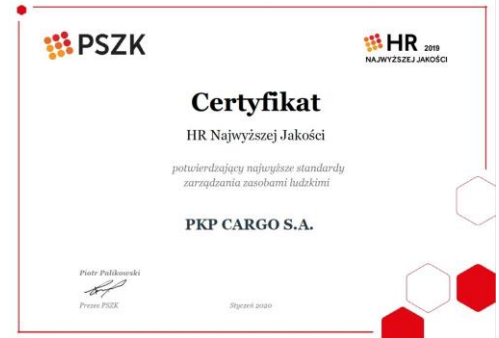 PSZK
HR 2019
NAJWYŻSZEJ JAKOŚCI
Certyfikat
HR Najwyższej Jakości
potwierdzający najwyższe standardy
zarządzania zasobami ludzkimi
PKP CARGO S.A.
Piotr Palikowski
Prezes PSZK
Styczeń 2020